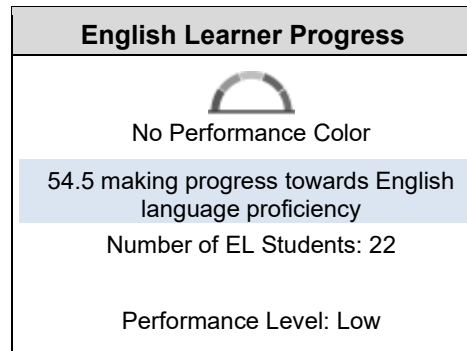 English Learner Progress
No Performance Color
54.5 making progress towards English
language proficiency
Number of EL Students: 22
Performance Level: Low